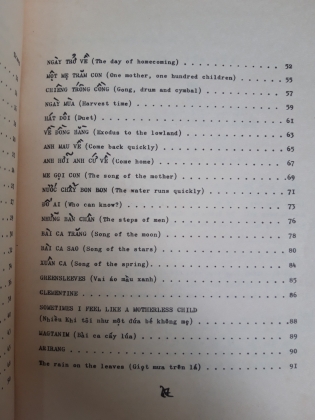 NGÀY TRỞ VỀ (The day of homecoming) 52
MỘT MẸ TRĂM CON (One mother, one hundred children) 55
CHIÊNG TRỐNG CỒNG (Gong, drum and cymbal) 57
NGÀY MÙA (Harvest time) 59
HÁT ĐÔI (Duet) 61
VỀ ĐỒNG BẰNG (Exodus to the lowland) 63
ANH MAU VỀ (Come back quickly) 65
ANH HỠI ANH CỨ VỀ (Come home) 67
MẸ GỌI CON (The song of the mother) 69
NƯỚC CHẢY BON BON (The water runs quickly) 71
ĐỐ AI (Who can know?) 73
NHỮNG BÀN CHÂN (The steps of men) 76
BÀI CA TRĂNG (Song of the moon) 78
BÀI CA SAO (Song of the stars) 80
XUÂN CA (Song of the spring) 84
GREENSLEEVES (Vai áo mầu xanh) 85
CLEMENTINE 86
SOMETIMES I FEEL LIKE A MOTHERLESS CHILD
(Nhiều khi tôi như một đứa bé không mẹ) 88
MAGTANIM (Bài ca cấy lúa) 89
ARIRANG 90
The rain on the leaves (Giọt mưa trên lá) 91